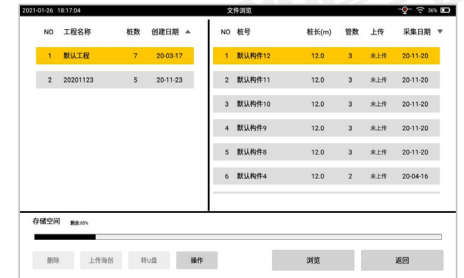 2021-01-26 18:17:04 文件浏览 36%
NO 工程名称 桩数 创建日期 ▲
1 默认工程 7 20-03-17
2 20201123 5 20-11-23
NO 桩号 桩长(m) 管数 上传 采集日期 ▼
1 默认构件12 12.0 3 未上传 20-11-20
2 默认构件11 12.0 3 未上传 20-11-20
3 默认构件10 12.0 3 未上传 20-11-20
4 默认构件9 12.0 3 未上传 20-11-20
5 默认构件8 12.0 3 未上传 20-11-20
6 默认构件4 12.0 2 未上传 20-04-16
存储空间 剩余:85%
删除 上传海创 转U盘 操作 浏览 返回